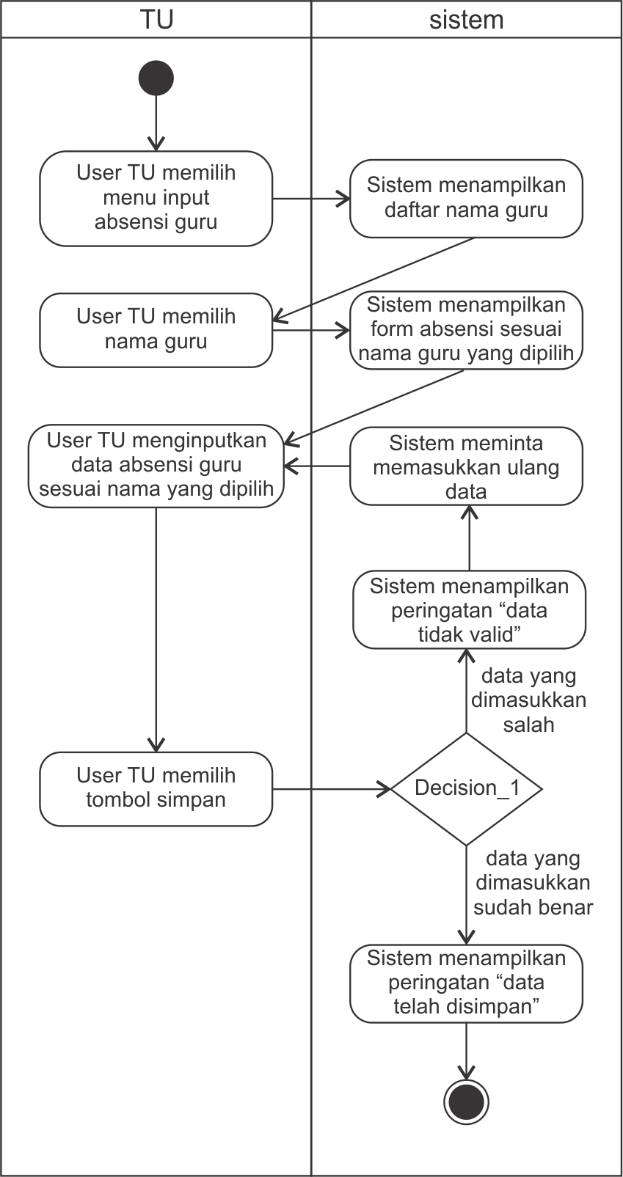 TU
sistem
User TU memilih
menu input
absensi guru
Sistem menampilkan
daftar nama guru
User TU memilih
nama guru
Sistem menampilkan
form absensi sesuai
nama guru yang dipilih
User TU menginputkan
data absensi guru
sesuai nama yang dipilih
Sistem meminta
memasukkan ulang
data
Sistem menampilkan
peringatan “data
tidak valid”
data yang
dimasukkan
salah
User TU memilih
tombol simpan
Decision_1
data yang
dimasukkan
sudah benar
Sistem menampilkan
peringatan “data
telah disimpan”